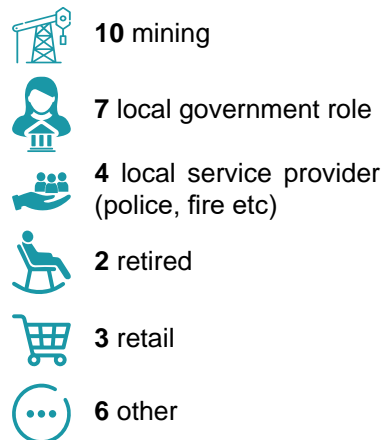 10 mining
7 local government role
4 local service provider
(police, fire etc)
2 retired
3 retail
6 other